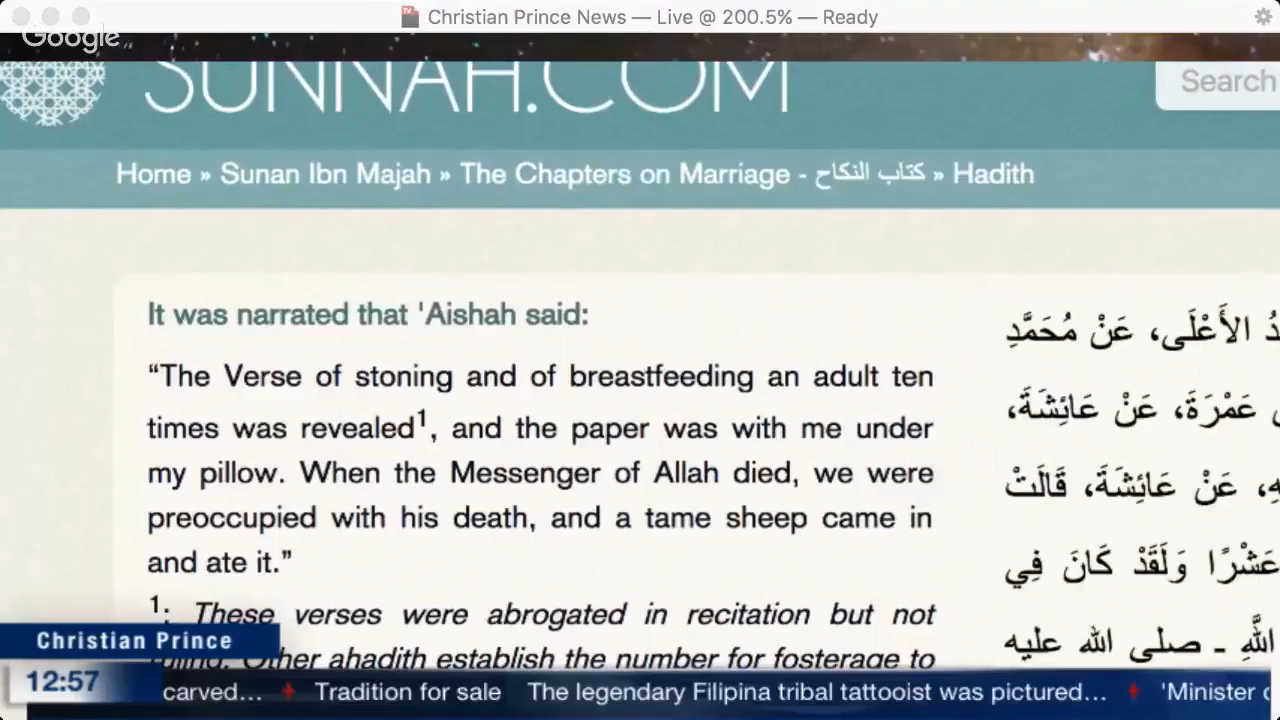 Christian Prince News — Live @ 200.5% — Ready
Google
SUNNAH.COM
Search
Home » Sunan Ibn Majah » The Chapters on Marriage - كتاب النكاح » Hadith
It was narrated that 'Aishah said:
“The Verse of stoning and of breastfeeding an adult ten
times was revealed¹, and the paper was with me under
my pillow. When the Messenger of Allah died, we were
preoccupied with his death, and a tame sheep came in
and ate it.”
¹: These verses were abrogated in recitation but not
ruling. Other ahadith establish the number for fosterage to
الأَعْلَى، عَنْ مُحَمَّدِ
عَمْرَةَ، عَنْ عَائِشَةَ،
عَنْ عَائِشَةَ، قَالَتْ
عَشْرًا وَلَقَدْ كَانَ فِي
اللَّهِ ـ صلى الله عليه
Christian Prince
12:57
carved... Tradition for sale The legendary Filipina tribal tattooist was pictured... 'Minister